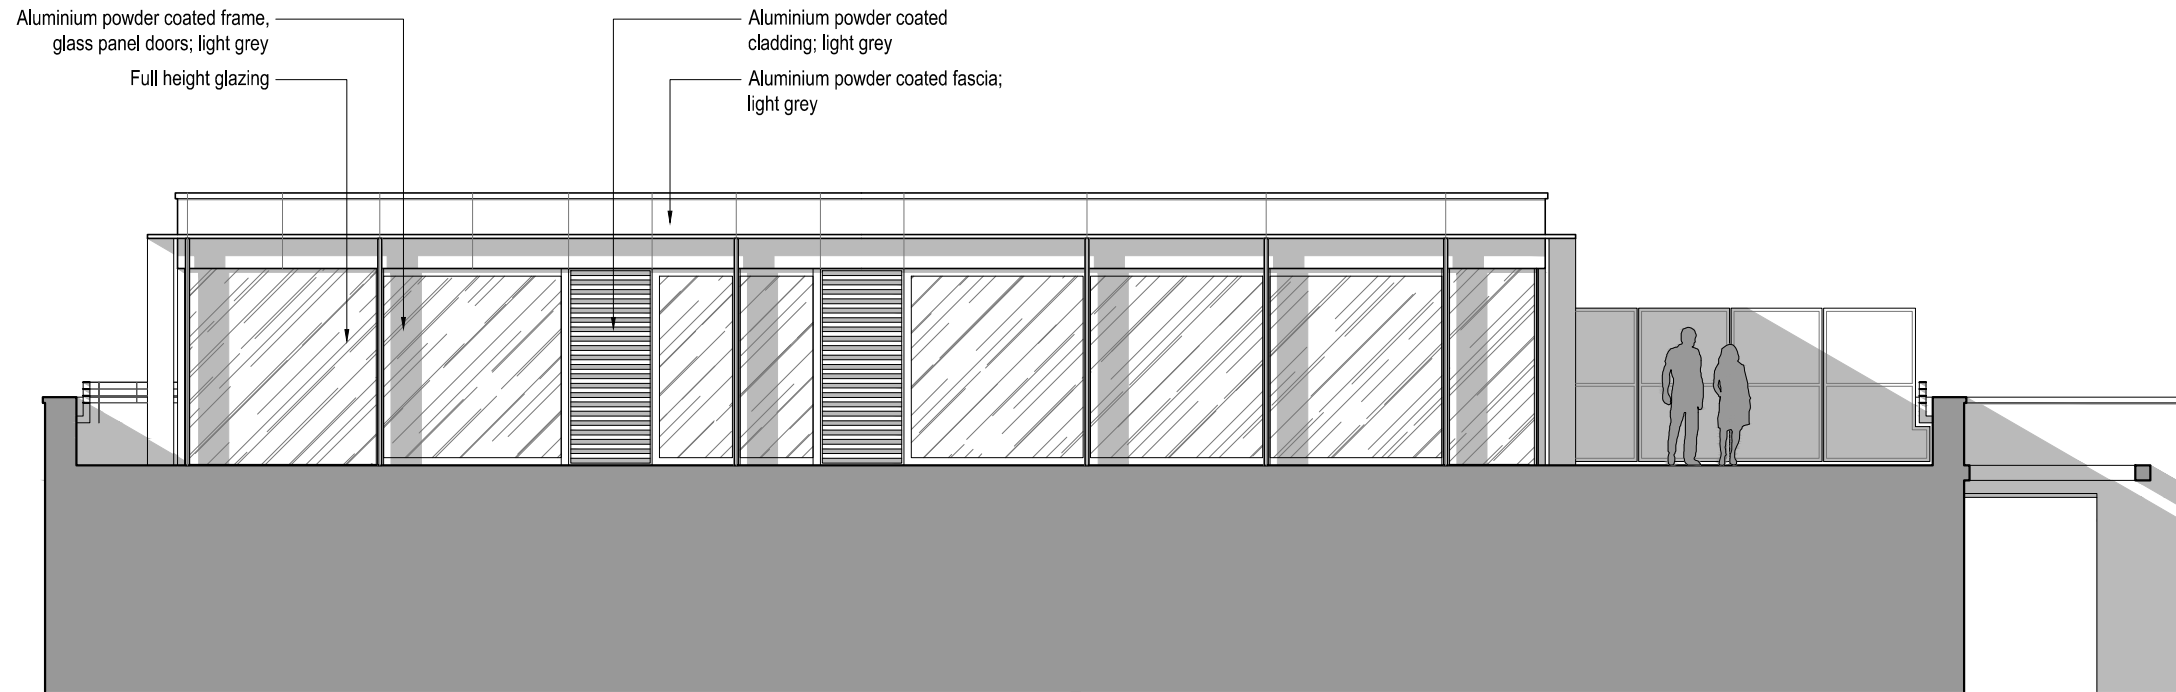 Aluminium powder coated frame,
glass panel doors; light grey
Full height glazing
Aluminium powder coated
cladding; light grey
Aluminium powder coated fascia;
light grey